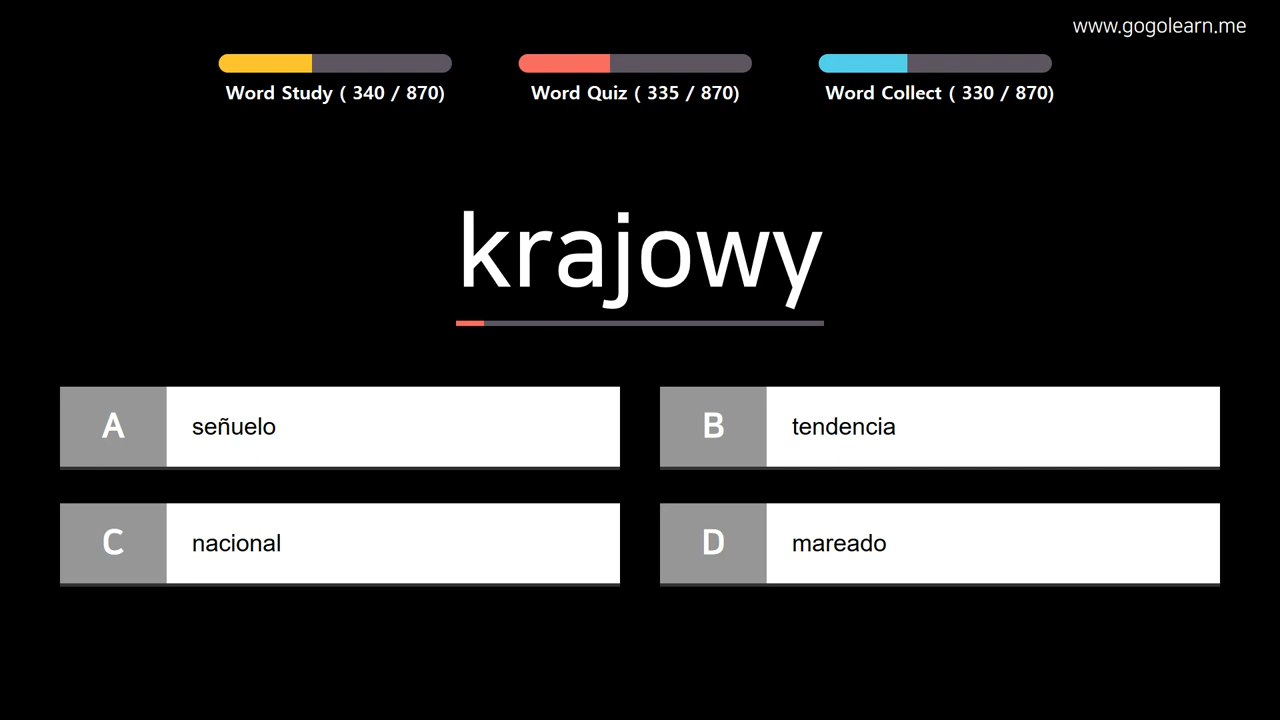 www.gogolearn.me
Word Study ( 340 / 870)
Word Quiz ( 335 / 870)
Word Collect ( 330 / 870)
krajowy
A señuelo
B tendencia
C nacional
D mareado